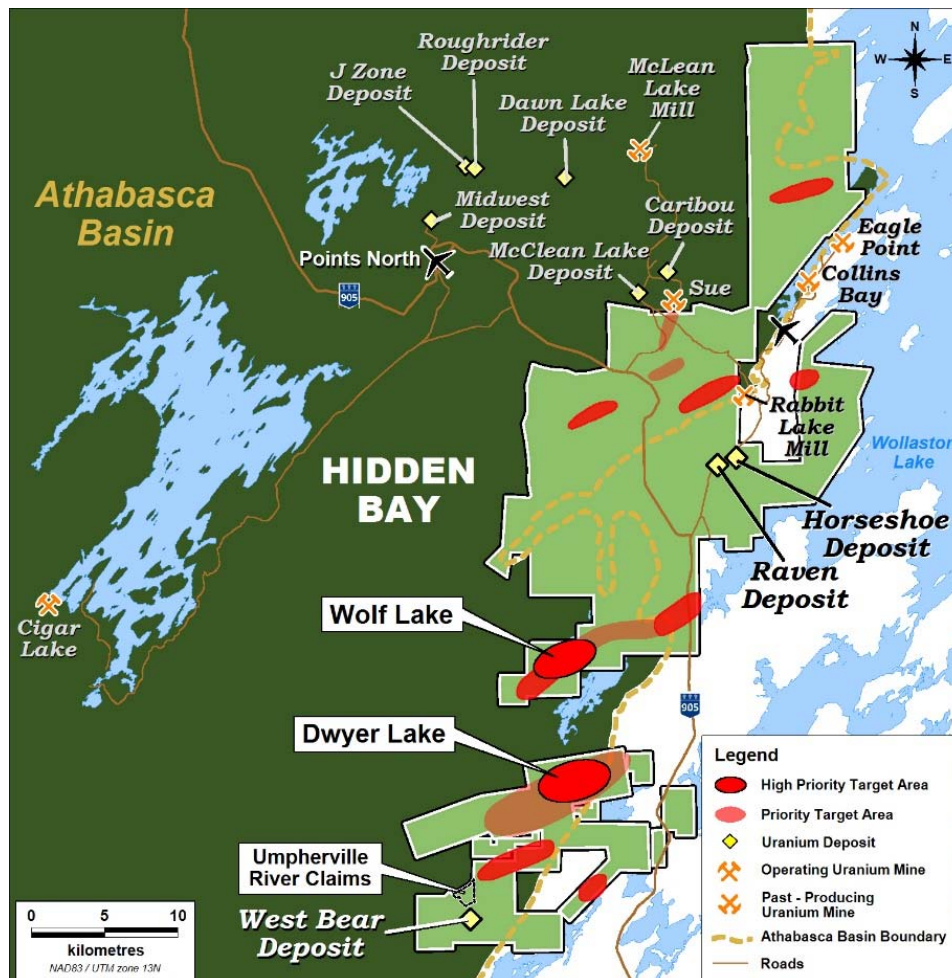 N
W E
S
Roughrider
Deposit
J Zone
Deposit
McLean
Lake
Mill
Dawn Lake
Deposit
Athabasca
Basin
Midwest
Deposit
Caribou
Deposit
Eagle
Point
Points North
McClean Lake
Deposit
Collins
Bay
Sue
905
Rabbit
Lake
Mill
Wollaston
Lake
HIDDEN
BAY
Horseshoe
Deposit
Raven
Deposit
Cigar
Lake
Wolf Lake
905
Dwyer Lake
Umpherville
River Claims
West Bear
Deposit
0 5 10
kilometres
NAD83 / UTM zone 13N
Legend
High Priority Target Area
Priority Target Area
Uranium Deposit
Operating Uranium Mine
Past - Producing
Uranium Mine
Athabasca Basin Boundary
Roads